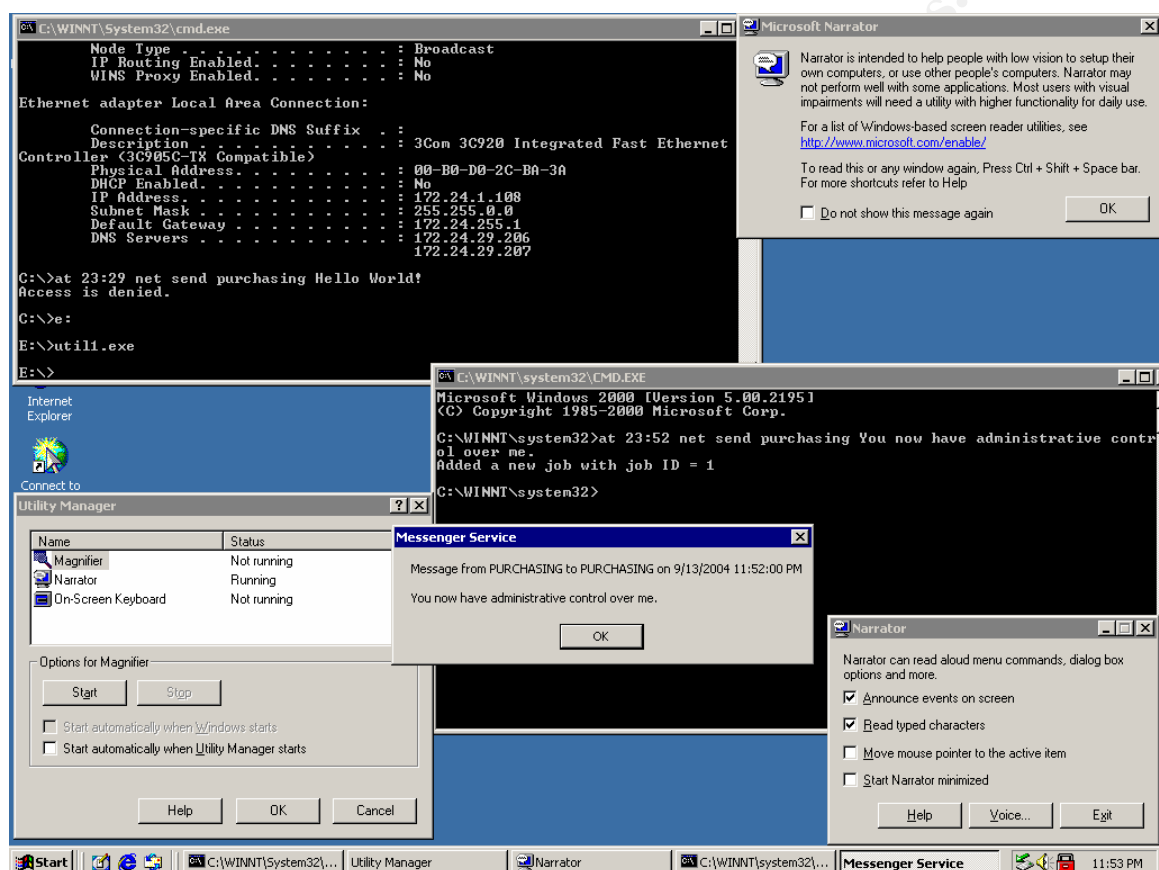 C:\WINNT\System32\cmd.exe
Node Type . . . . . . . . . . . . : Broadcast
IP Routing Enabled. . . . . . . . : No
WINS Proxy Enabled. . . . . . . . : No
Ethernet adapter Local Area Connection:
Connection-specific DNS Suffix  . :
Description . . . . . . . . . . . : 3Com 3C920 Integrated Fast Ethernet
Controller (3C905C-TX Compatible)
Physical Address. . . . . . . . . : 00-B0-D0-2C-BA-3A
DHCP Enabled. . . . . . . . . . . : No
IP Address. . . . . . . . . . . . : 172.24.1.108
Subnet Mask . . . . . . . . . . . : 255.255.0.0
Default Gateway . . . . . . . . . : 172.24.255.1
DNS Servers . . . . . . . . . . . : 172.24.29.206
172.24.29.207
C:\>at 23:29 net send purchasing Hello World!
Access is denied.
C:\>e:
E:\>util1.exe
E:\>
Microsoft Narrator
Narrator is intended to help people with low vision to setup their
own computers, or use other people's computers. Narrator may
not perform well with some applications. Most users with visual
impairments will need a utility with higher functionality for daily use.
For a list of Windows-based screen reader utilities, see
http://www.microsoft.com/enable/
To read this or any window again, Press Ctrl + Shift + Space bar.
For more shortcuts refer to Help
Do not show this message again
OK
Internet
Explorer
Connect to
C:\WINNT\system32\CMD.EXE
Microsoft Windows 2000 [Version 5.00.2195]
(C) Copyright 1985-2000 Microsoft Corp.
C:\WINNT\system32>at 23:52 net send purchasing You now have administrative contr
ol over me.
Added a new job with job ID = 1
C:\WINNT\system32>
Utility Manager
Name Status
Magnifier Not running
Narrator Running
On-Screen Keyboard Not running
Options for Magnifier
Start Stop
Start automatically when Windows starts
Start automatically when Utility Manager starts
Help OK Cancel
Messenger Service
Message from PURCHASING to PURCHASING on 9/13/2004 11:52:00 PM
You now have administrative control over me.
OK
Narrator
Narrator can read aloud menu commands, dialog box
options and more.
Announce events on screen
Read typed characters
Move mouse pointer to the active item
Start Narrator minimized
Help Voice... Exit
Start C:\WINNT\System32\... Utility Manager Narrator C:\WINNT\system32\... Messenger Service 11:53 PM